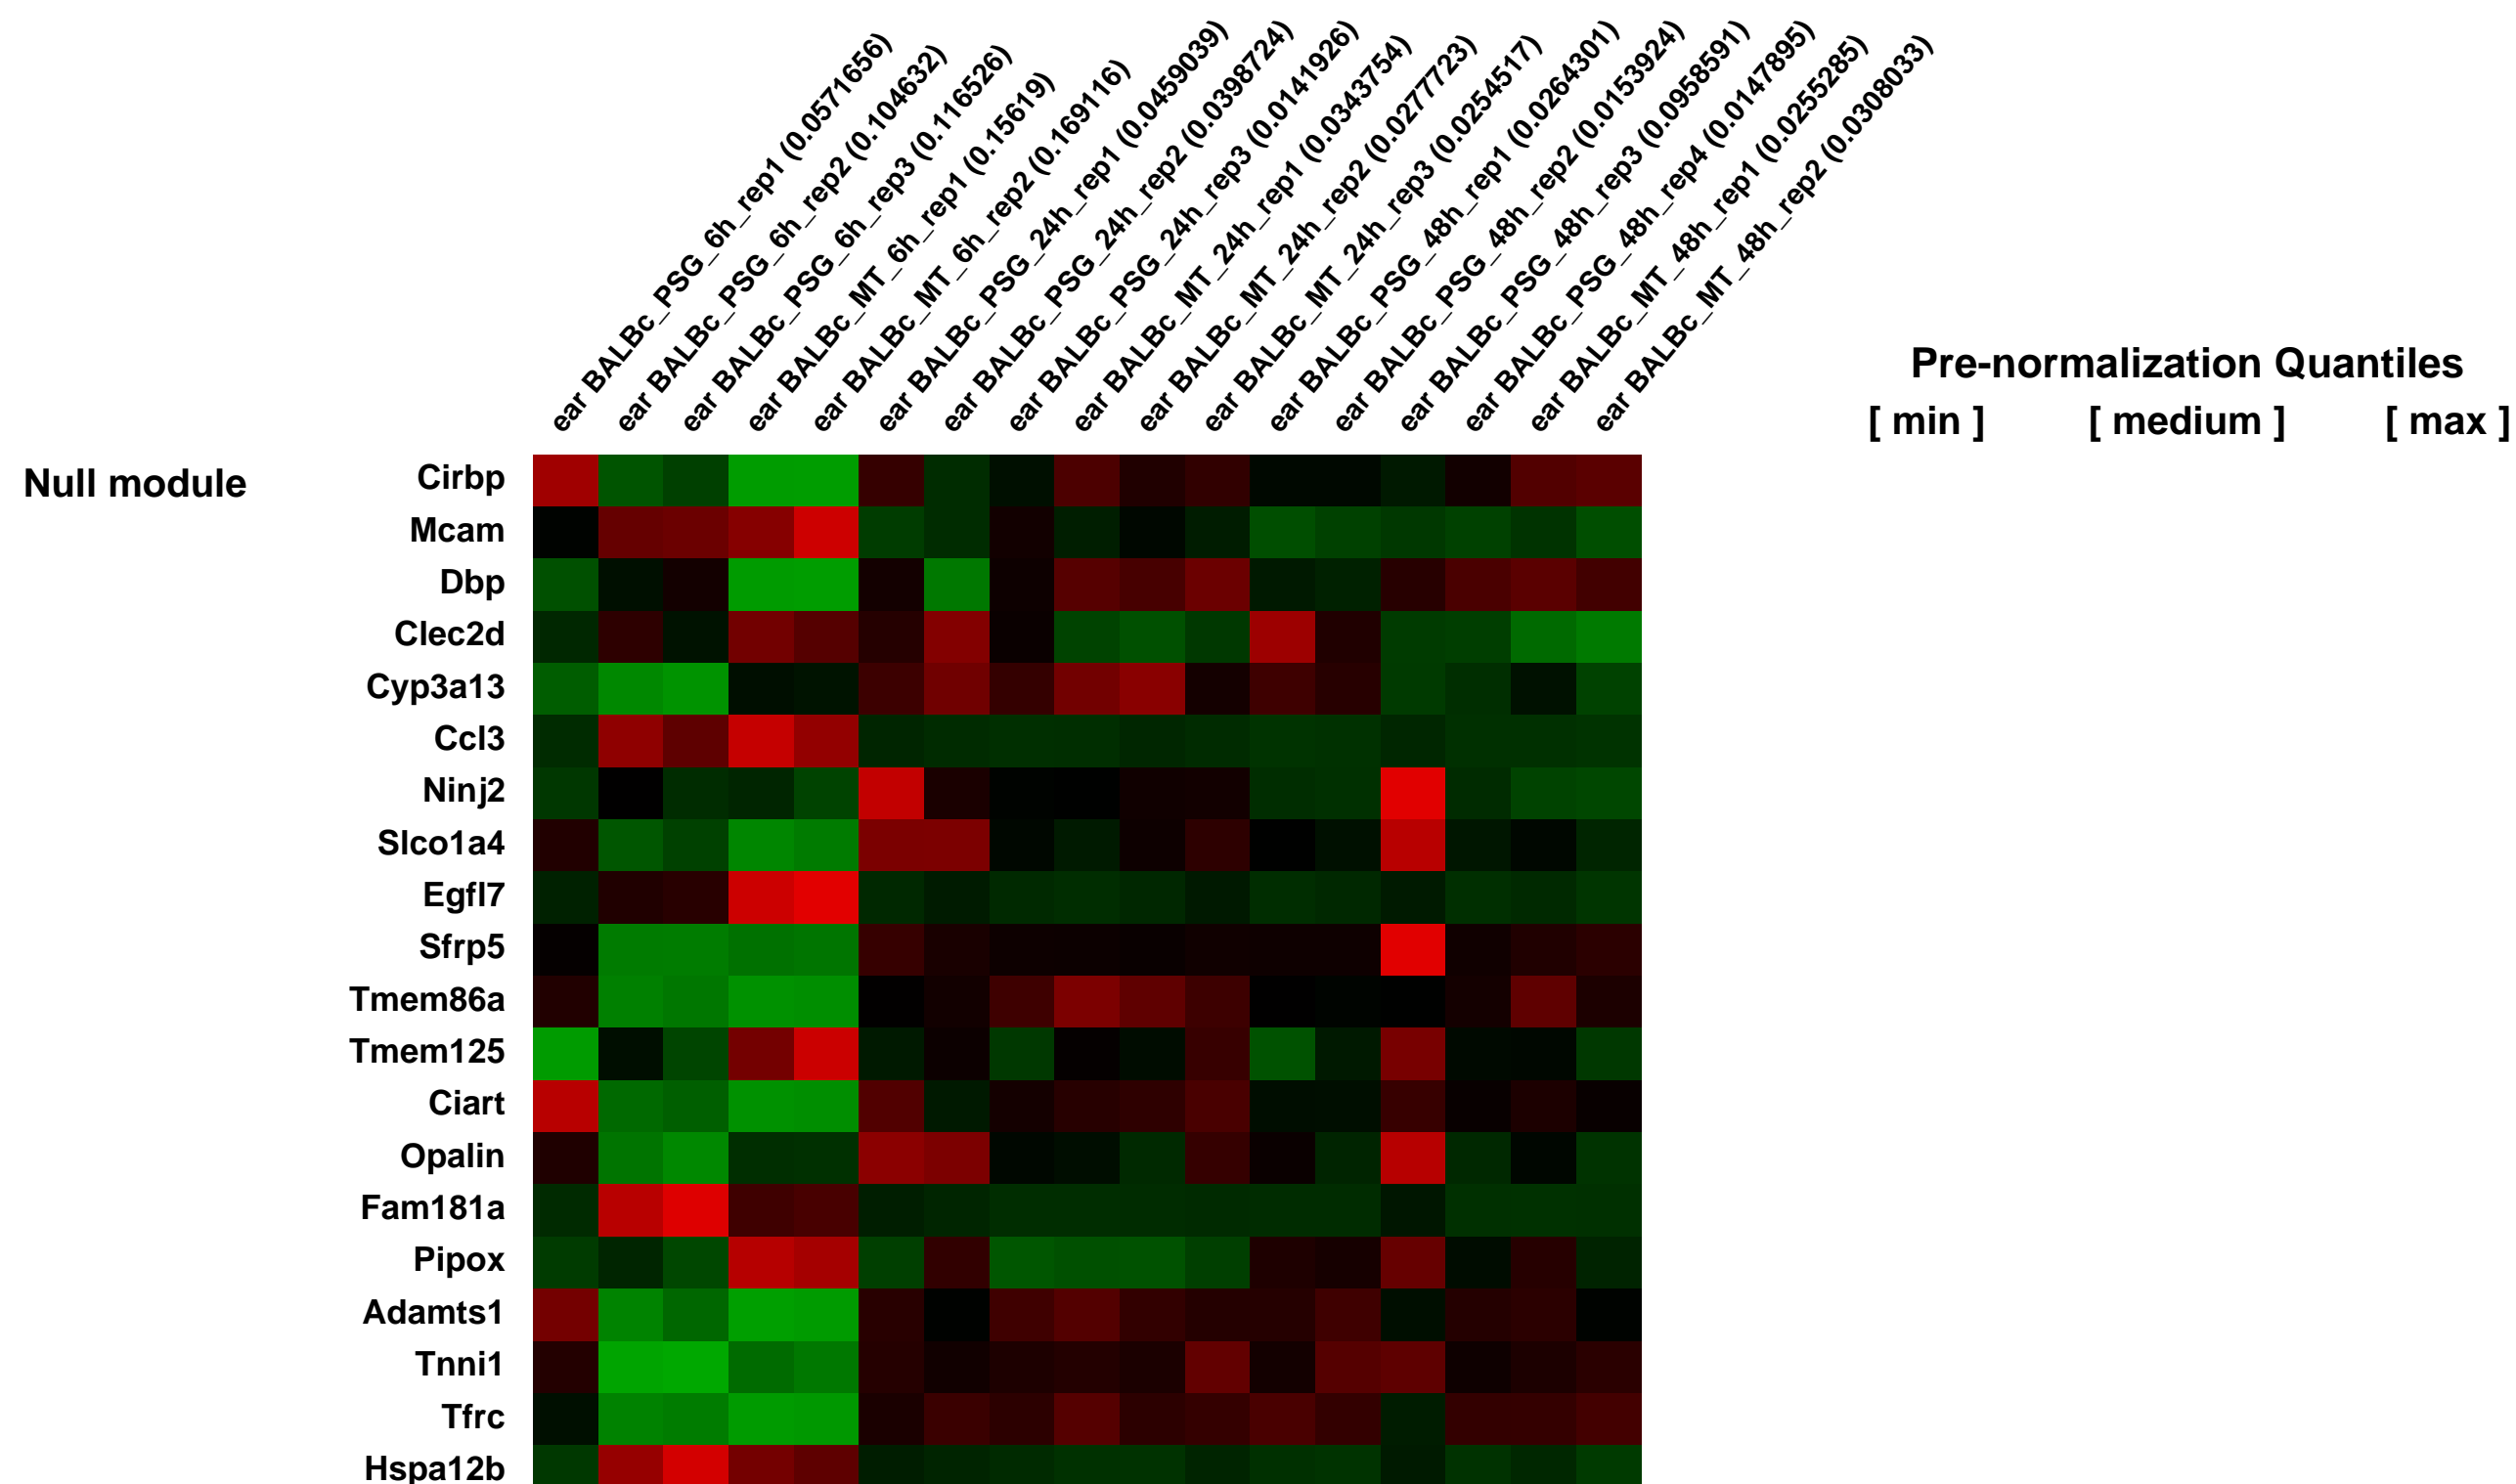 ear BALBc_PSG_6h_rep1 (0.0571656)
ear BALBc_PSG_6h_rep2 (0.104632)
ear BALBc_PSG_6h_rep3 (0.116526)
ear BALBc_MT_6h_rep1 (0.15619)
ear BALBc_MT_6h_rep2 (0.169116)
ear BALBc_PSG_24h_rep1 (0.0459039)
ear BALBc_PSG_24h_rep2 (0.0398724)
ear BALBc_PSG_24h_rep3 (0.0141926)
ear BALBc_MT_24h_rep1 (0.0343754)
ear BALBc_MT_24h_rep2 (0.0277723)
ear BALBc_MT_24h_rep3 (0.0254517)
ear BALBc_PSG_48h_rep1 (0.0264301)
ear BALBc_PSG_48h_rep2 (0.0153924)
ear BALBc_PSG_48h_rep3 (0.0958591)
ear BALBc_PSG_48h_rep4 (0.0147895)
ear BALBc_MT_48h_rep1 (0.0255285)
ear BALBc_MT_48h_rep2 (0.0308033)
Pre-normalization Quantiles
[ min ] [ medium ] [ max ]
Null module
Cirbp
Mcam
Dbp
Clec2d
Cyp3a13
Ccl3
Ninj2
Slco1a4
Egfl7
Sfrp5
Tmem86a
Tmem125
Ciart
Opalin
Fam181a
Pipox
Adamts1
Tnni1
Tfrc
Hspa12b